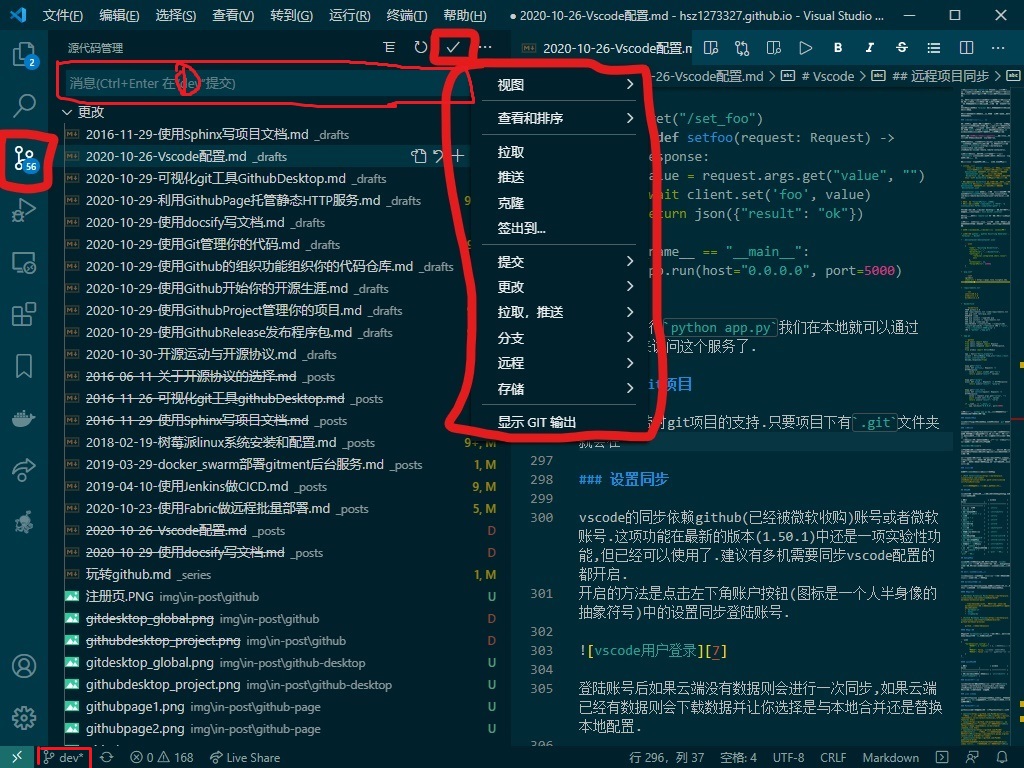 文件(F) 编辑(E) 选择(S) 查看(V) 转到(G) 运行(R) 终端(T) 帮助(H) ● 2020-10-26-Vscode配置.md - hsz1273327.github.io - Visual Studio ...
源代码管理
2020-10-26-Vscode配置.m
消息(Ctrl+Enter 在"dev"提交)
-26-Vscode配置.md > # Vscode > ## 远程项目同步 >
更改
2016-11-29-使用Sphinx写项目文档.md _drafts
2020-10-26-Vscode配置.md _drafts
2020-10-29-可视化git工具GithubDesktop.md _drafts
2020-10-29-利用GithubPage托管静态HTTP服务.md _drafts 9
2020-10-29-使用docsify写文档.md _drafts
2020-10-29-使用Git管理你的代码.md _drafts
2020-10-29-使用Github的组织功能组织你的代码仓库.md _drafts
2020-10-29-使用Github开始你的开源生涯.md _drafts
2020-10-29-使用GithubProject管理你的项目.md _drafts
2020-10-29-使用GithubRelease发布程序包.md _drafts
2020-10-30-开源运动与开源协议.md _drafts
2016-06-11-关于开源协议的选择.md _posts
2016-11-26-可视化git工具githubDesktop.md _posts
2016-11-29-使用Sphinx写项目文档.md _posts
2018-02-19-树莓派linux系统安装和配置.md _posts 9+, M
2019-03-29-docker_swarm部署gitment后台服务.md _posts 1, M
2019-04-10-使用Jenkins做CICD.md _posts 9, M
2020-10-23-使用Fabric做远程批量部署.md _posts 5, M
2020-10-26-Vscode配置.md _posts D
2020-10-29-使用docsify写文档.md _posts D
玩转github.md _series 1, M
注册页.PNG img\in-post\github U
gitdesktop_global.png img\in-post\github D
githubdesktop_project.png img\in-post\github D
gitdesktop_global.png img\in-post\github-desktop U
githubdesktop_project.png img\in-post\github-desktop U
githubpage1.png img\in-post\github-page U
githubpage2.png img\in-post\github-page U
2
56
视图
查看和排序
拉取
推送
克隆
签出到...
提交
更改
拉取，推送
分支
远程
存储
显示 GIT 输出
et("/set_foo")
def setfoo(request: Request) ->
esponse:
alue = request.args.get("value", "")
wait client.set('foo', value)
eturn json({"result": "ok"})
name__ == "__main__":
pp.run(host="0.0.0.0", port=5000)
行`python app.py`我们在本地就可以通过
访问这个服务了.
it项目
对git项目的支持.只要项目下有`.git`文件夹
就会在
297
298 ### 设置同步
299
300 vscode的同步依赖github(已经被微软收购)账号或者微软
账号.这项功能在最新的版本(1.50.1)中还是一项实验性功
能,但已经可以使用了.建议有多机需要同步vscode配置的
都开启.
301 开启的方法是点击左下角账户按钮(图标是一个人半身像的
抽象符号)中的设置同步登陆账号.
302
303 ![vscode用户登录][7]
304
305 登陆账号后如果云端没有数据则会进行一次同步,如果云端
已经有数据则会下载数据并让你选择是与本地合并还是替换
本地配置.
306
dev* 0 168 Live Share 行 296，列 37 空格: 4 UTF-8 CRLF Markdown